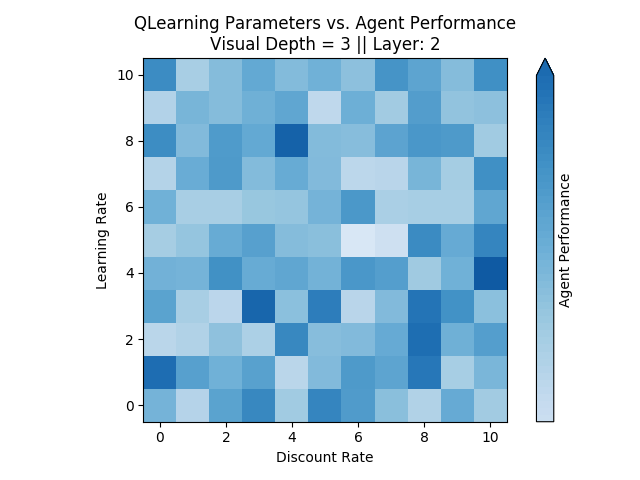 QLearning Parameters vs. Agent Performance
Visual Depth = 3 || Layer: 2
10
8
6
4
2
0
Learning Rate
0 2 4 6 8 10
Discount Rate
Agent Performance